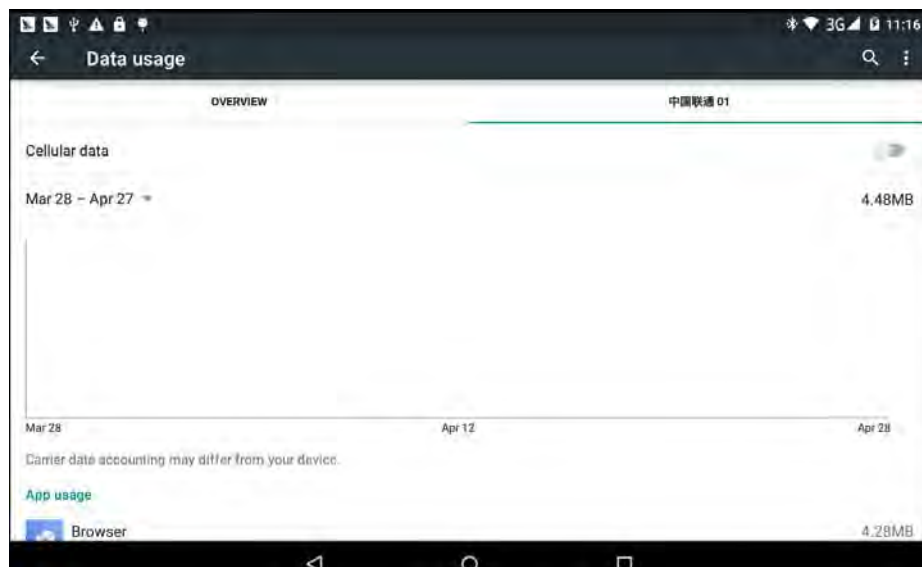 3G 11:16
Data usage
OVERVIEW 中国联通 01
Cellular data
Mar 28 – Apr 27 4.48MB
Mar 28 Apr 12 Apr 28
Carrier data accounting may differ from your device.
App usage
Browser 4.28MB